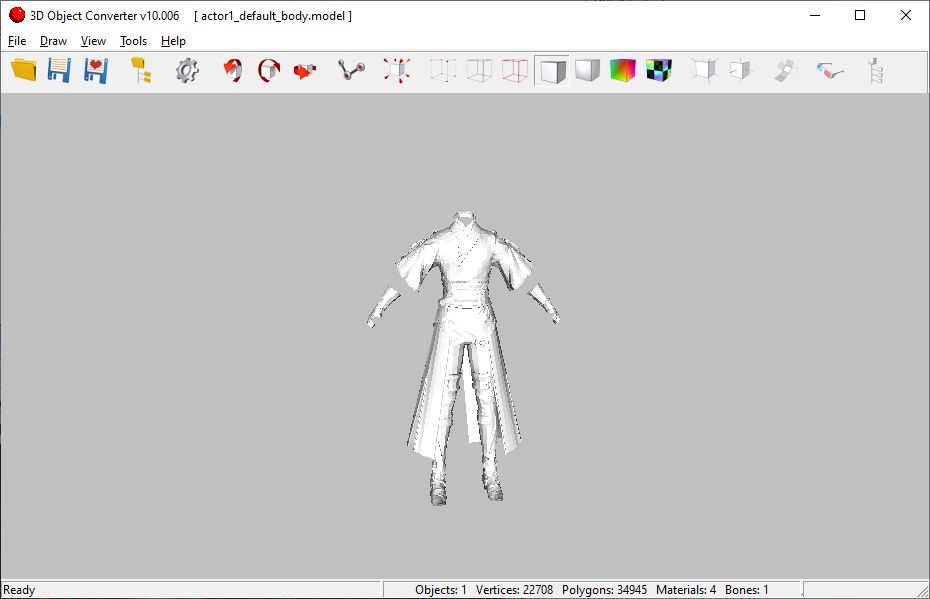 3D Object Converter v10.006 [ actor1_default_body.model ]
File Draw View Tools Help
Ready Objects: 1 Vertices: 22708 Polygons: 34945 Materials: 4 Bones: 1